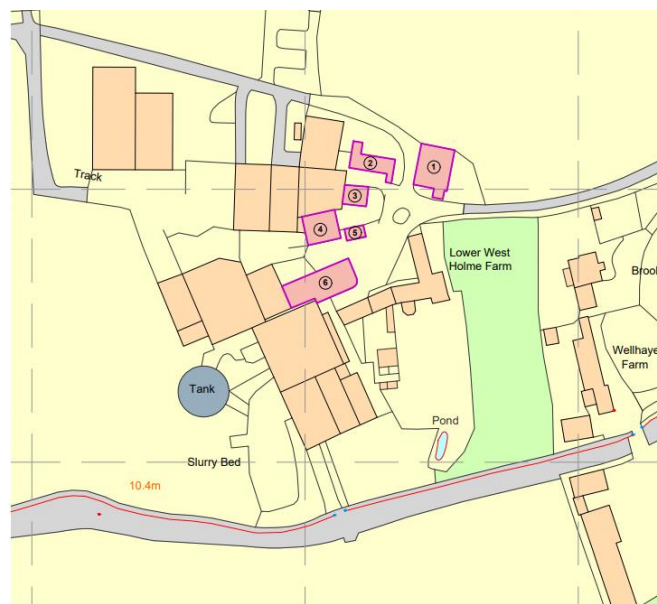 ②
①
Track
③
④
⑤
Lower West
Holme Farm
Brook
⑥
Wellhaye
Farm
Tank
Pond
Slurry Bed
10.4m